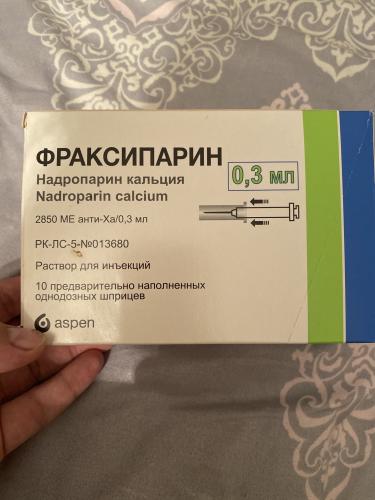 ФРАКСИПАРИН
0,3 мл
Надропарин кальция
Nadroparin calcium
2850 МЕ анти-Ха/0,3 мл
РК-ЛС-5-№013680
Раствор для инъекций
10 предварительно наполненных
однодозных шприцев
aspen